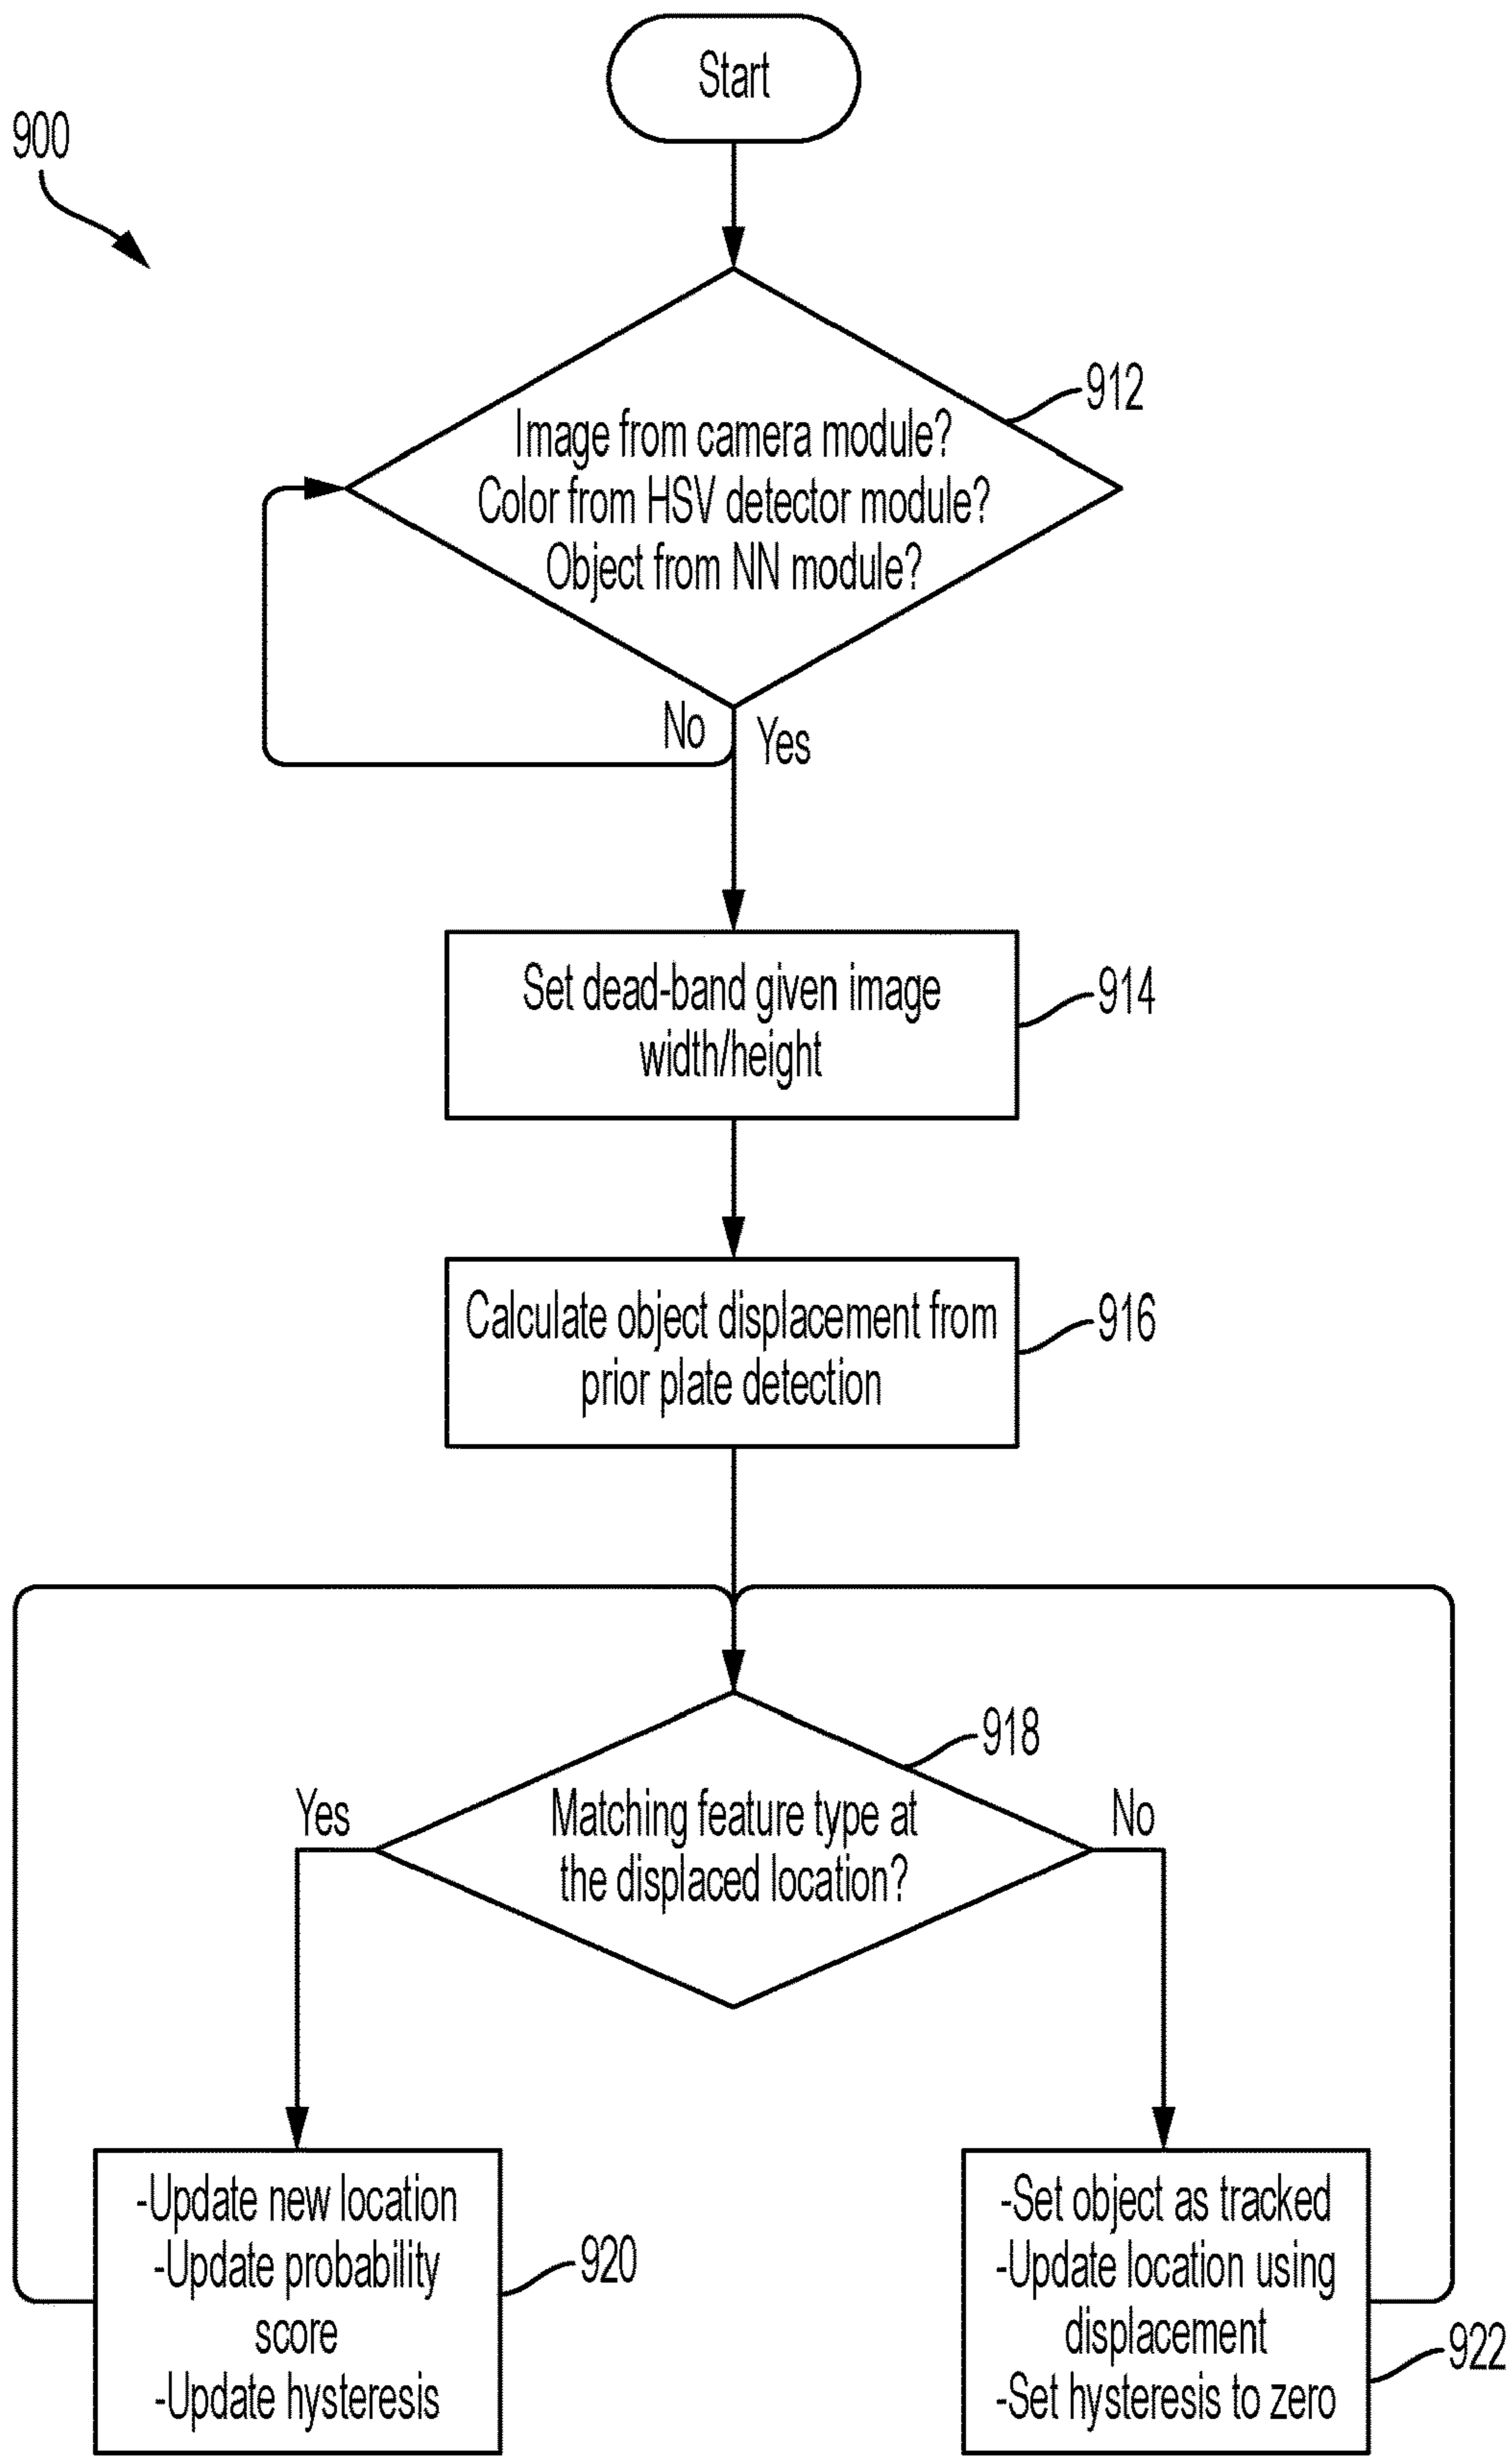 Start
900
912
Image from camera module?
Color from HSV detector module?
Object from NN module?
No
Yes
Set dead-band given image
width/height
914
Calculate object displacement from
prior plate detection
916
918
Yes
Matching feature type at
the displaced location?
No
-Update new location
-Update probability
score
-Update hysteresis
920
-Set object as tracked
-Update location using
displacement
-Set hysteresis to zero
922